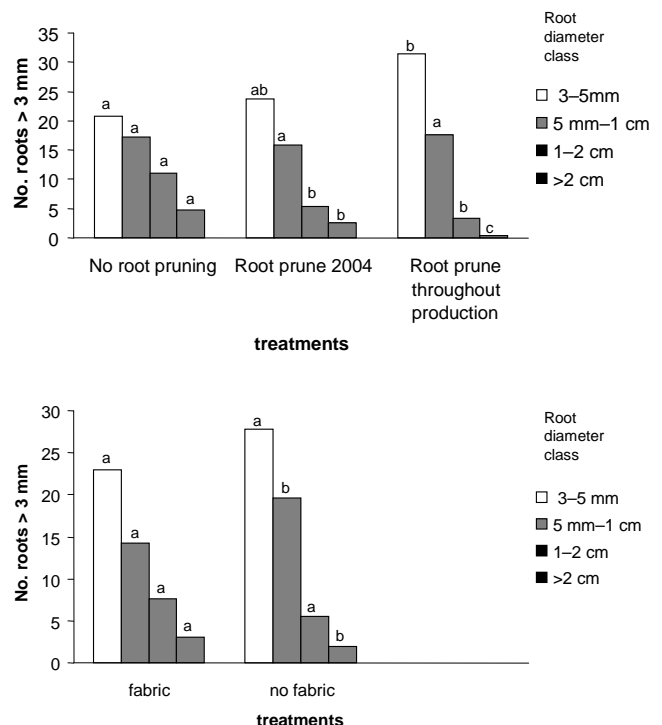 Root
diameter
class
3–5mm
5 mm–1 cm
1–2 cm
>2 cm
No. roots > 3 mm
35
30
25
20
15
10
5
0
a
a
a
a
ab
a
b
b
b
a
b
c
No root pruning
Root prune 2004
Root prune
throughout
production
treatments
Root
diameter
class
3–5 mm
5 mm–1 cm
1–2 cm
>2 cm
No. roots > 3 mm
30
25
20
15
10
5
0
a
a
a
a
a
b
a
b
fabric
no fabric
treatments